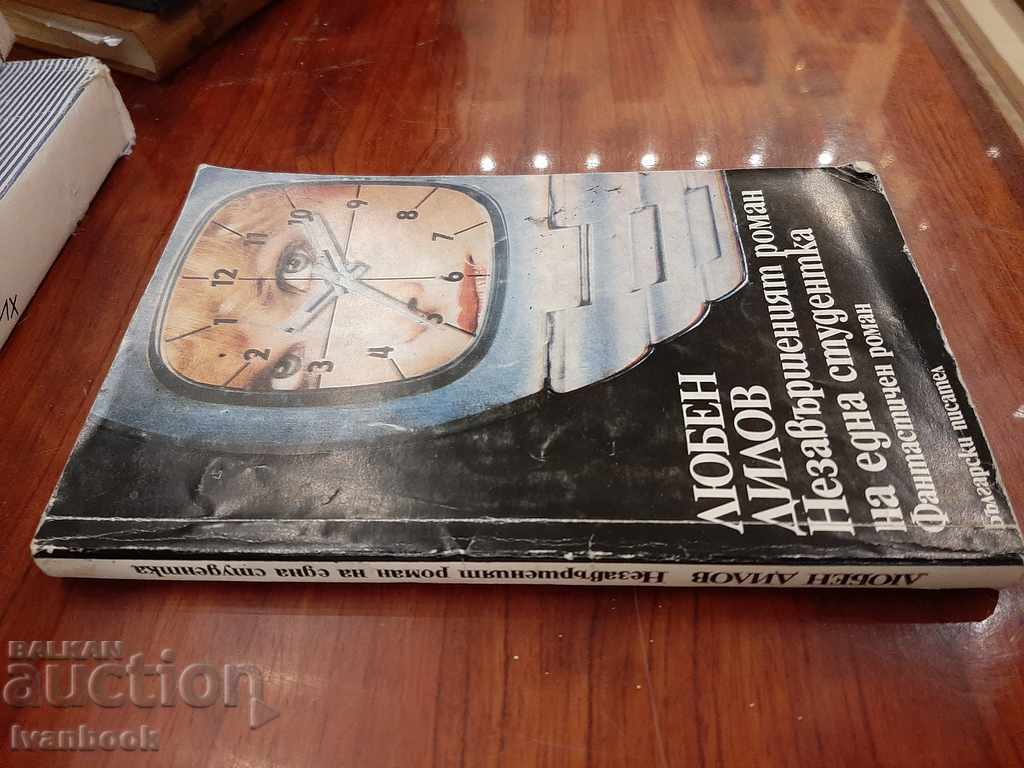 ЛЮБЕН
ДИЛОВ
Незавършеният роман
на една студентка
Фантастичен роман
Български писател
12
1
2
3
4
5
6
7
8
9
10
11
ЛЮБЕН ДИЛОВ Незавършеният роман на една студентка
ИХ
BALKAN
auction
Ivanbook